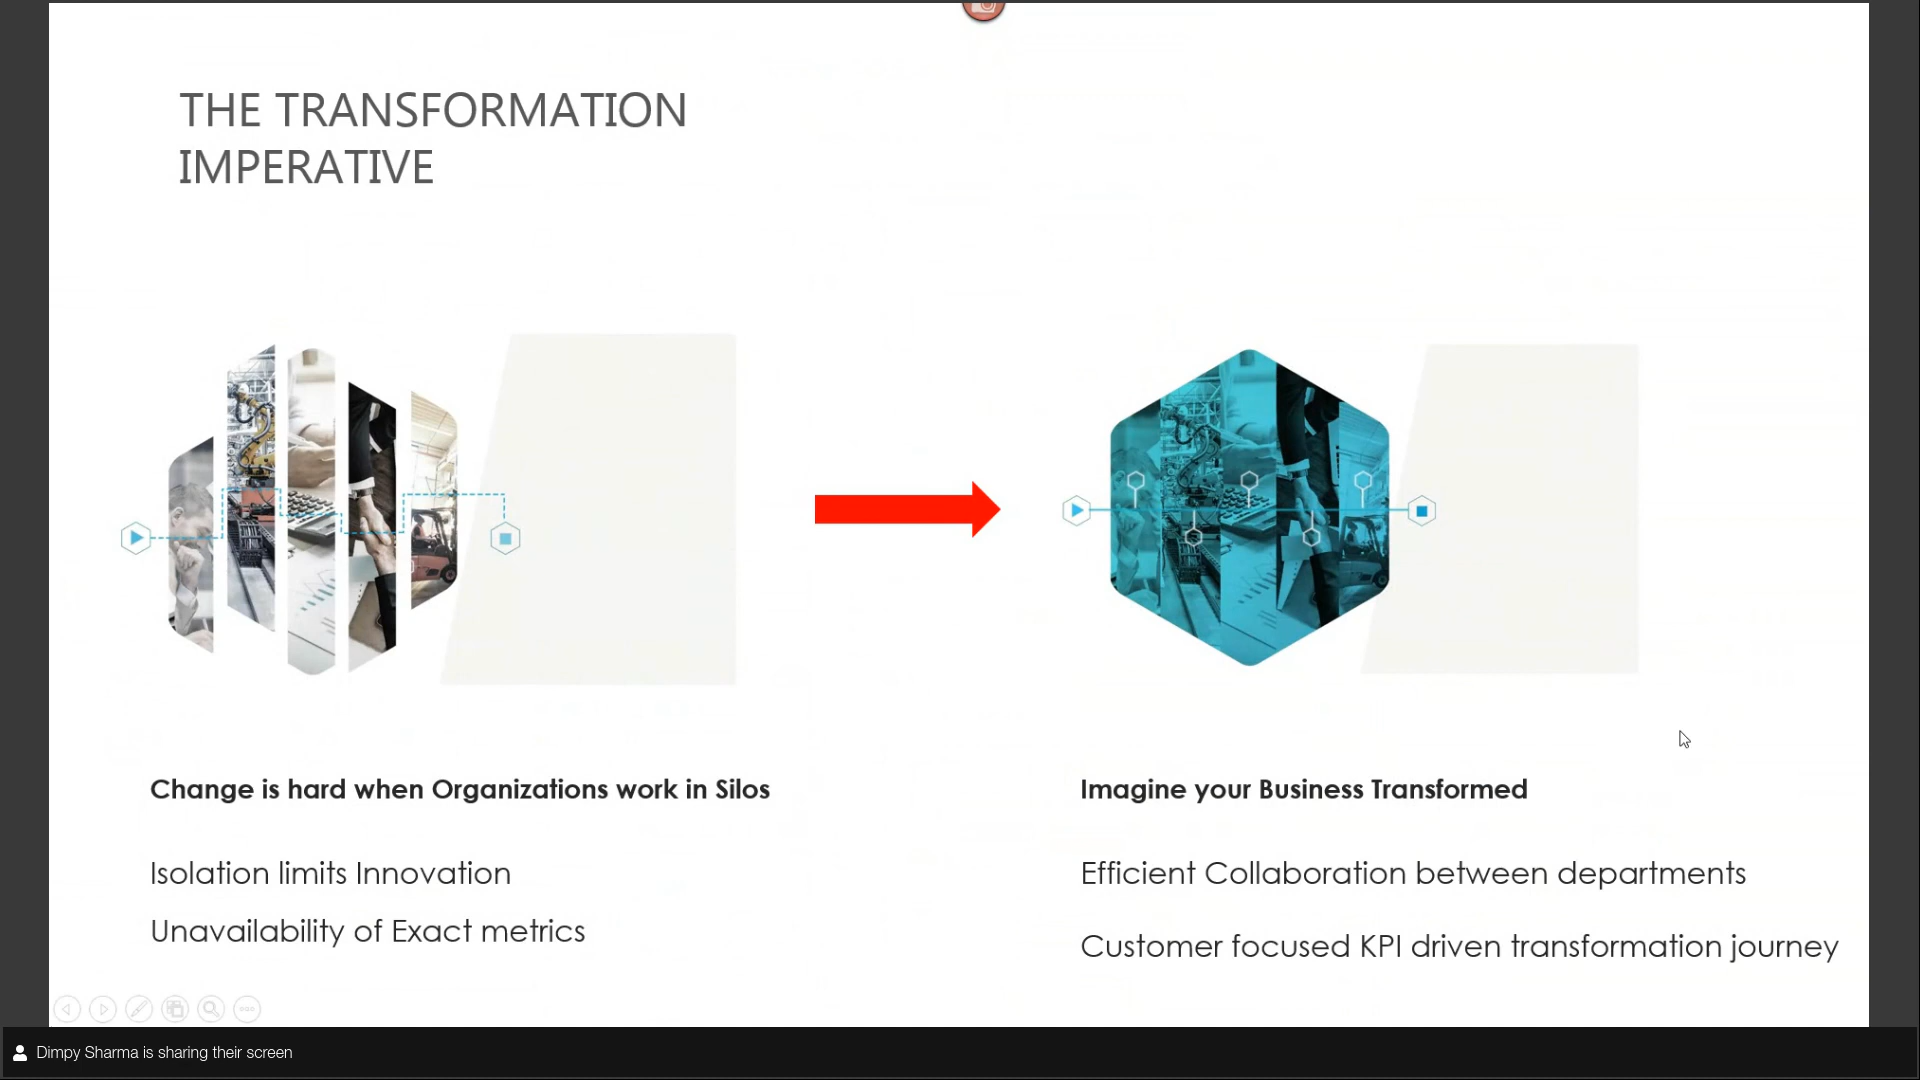 THE TRANSFORMATION
IMPERATIVE
Change is hard when Organizations work in Silos
Isolation limits Innovation
Unavailability of Exact metrics
Imagine your Business Transformed
Efficient Collaboration between departments
Customer focused KPI driven transformation journey
Dimpy Sharma is sharing their screen